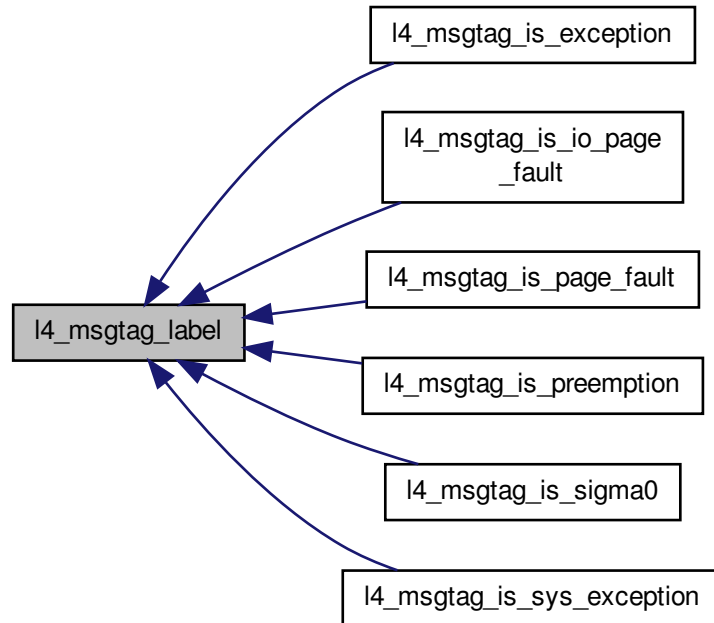 l4_msgtag_is_exception
l4_msgtag_is_io_page
_fault
l4_msgtag_is_page_fault
l4_msgtag_label
l4_msgtag_is_preemption
l4_msgtag_is_sigma0
l4_msgtag_is_sys_exception